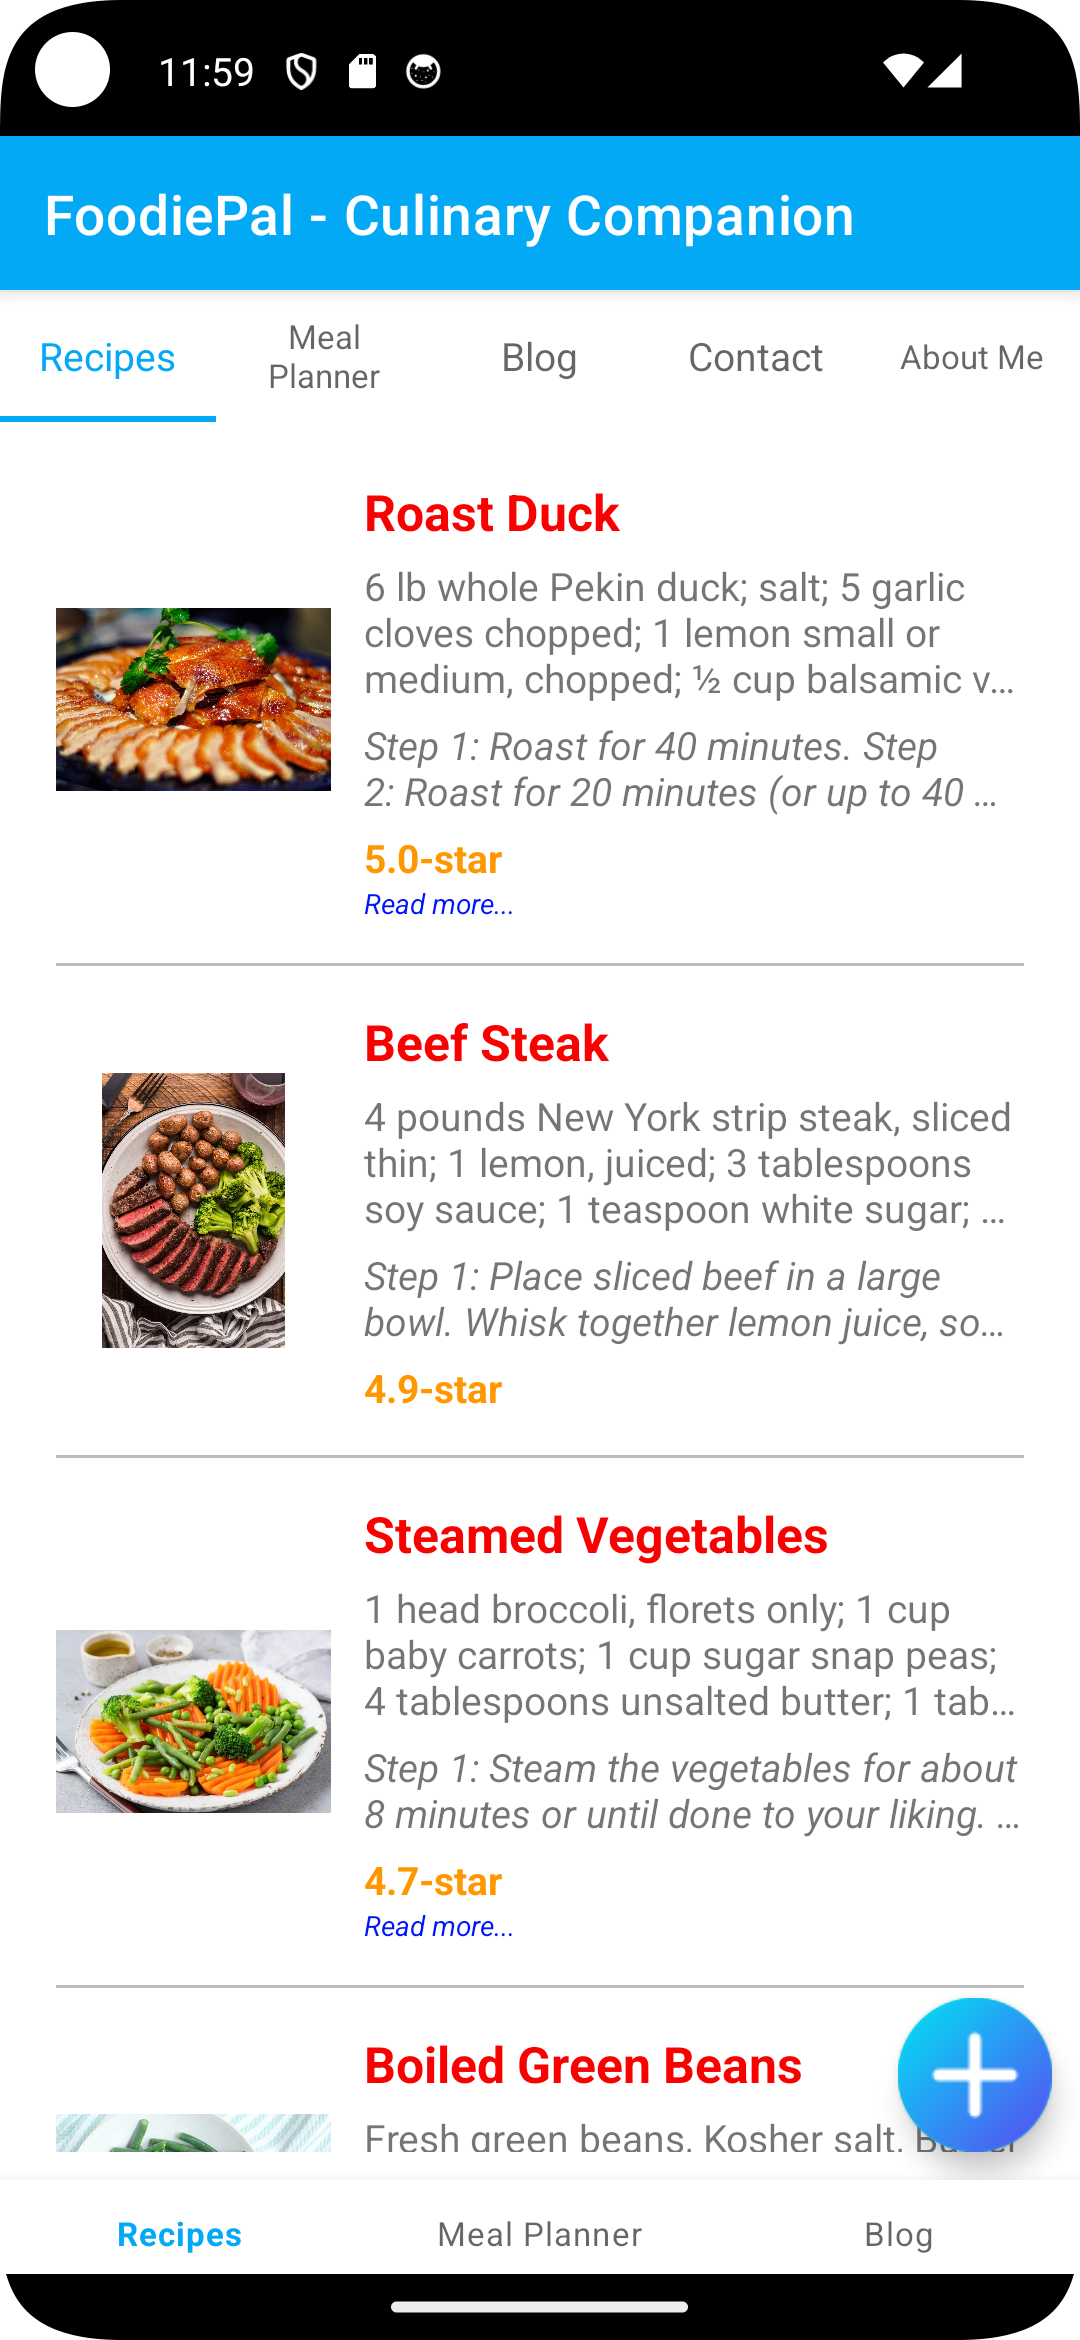 11:59
FoodiePal - Culinary Companion
Recipes
Meal
Planner
Blog
Contact
About Me
Roast Duck
6 lb whole Pekin duck; salt; 5 garlic
cloves chopped; 1 lemon small or
medium, chopped; ½ cup balsamic v…
Step 1: Roast for 40 minutes. Step
2: Roast for 20 minutes (or up to 40 …
5.0-star
Read more...
Beef Steak
4 pounds New York strip steak, sliced
thin; 1 lemon, juiced; 3 tablespoons
soy sauce; 1 teaspoon white sugar; …
Step 1: Place sliced beef in a large
bowl. Whisk together lemon juice, so…
4.9-star
Steamed Vegetables
1 head broccoli, florets only; 1 cup
baby carrots; 1 cup sugar snap peas;
4 tablespoons unsalted butter; 1 tab…
Step 1: Steam the vegetables for about
8 minutes or until done to your liking. …
4.7-star
Read more...
Boiled Green Beans
Fresh green beans. Kosher salt.
Recipes
Meal Planner
Blog